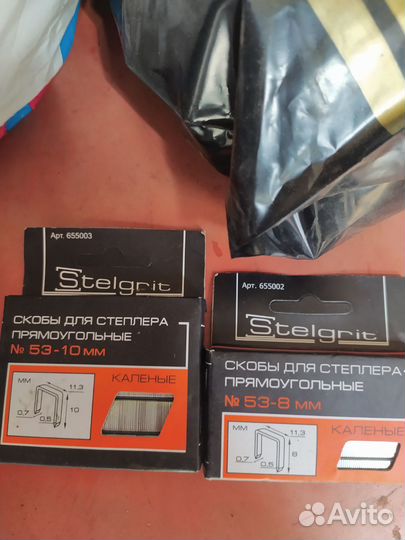 Арт. 655003
Stelgrit
СКОБЫ ДЛЯ СТЕПЛЕРА
ПРЯМОУГОЛЬНЫЕ
№ 53-10 мм
мм
11.3
10
0.7
0.5
КАЛЕНЫЕ
Арт. 655002
Stelgrit
СКОБЫ ДЛЯ СТЕПЛЕРА
ПРЯМОУГОЛЬНЫЕ
№ 53-8 мм
мм
11.3
8
0.7
0.5
КАЛЕНЫЕ
Avito